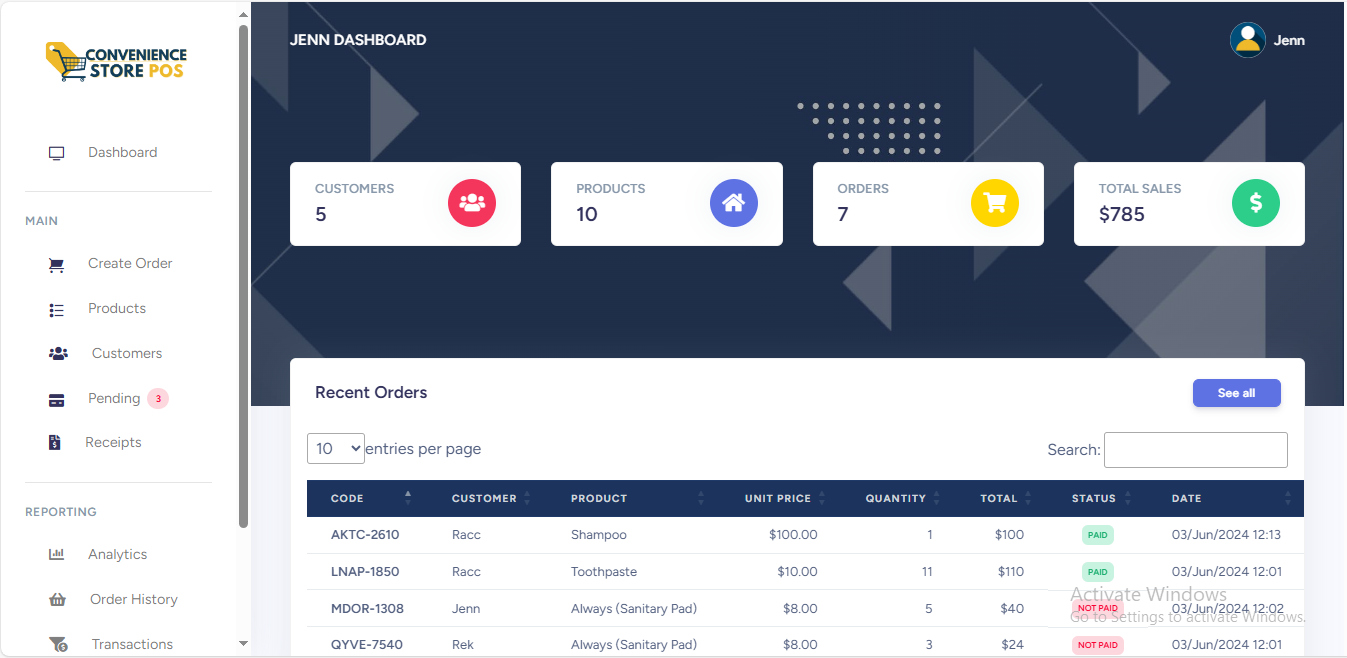 CONVENIENCE
STORE POS
Dashboard
MAIN
Create Order
Products
Customers
Pending 3
Receipts
REPORTING
Analytics
Order History
Transactions
JENN DASHBOARD
Jenn
CUSTOMERS
5
PRODUCTS
10
ORDERS
7
TOTAL SALES
$785
Recent Orders
See all
10 entries per page
Search:
CODE CUSTOMER PRODUCT UNIT PRICE QUANTITY TOTAL STATUS DATE
AKTC-2610 Racc Shampoo $100.00 1 $100 PAID 03/Jun/2024 12:13
LNAP-1850 Racc Toothpaste $10.00 11 $110 PAID 03/Jun/2024 12:01
MDOR-1308 Jenn Always (Sanitary Pad) $8.00 5 $40 NOT PAID 03/Jun/2024 12:02
QYVE-7540 Rek Always (Sanitary Pad) $8.00 3 $24 NOT PAID 03/Jun/2024 12:01
Activate Windows
Go to Settings to activate Windows.